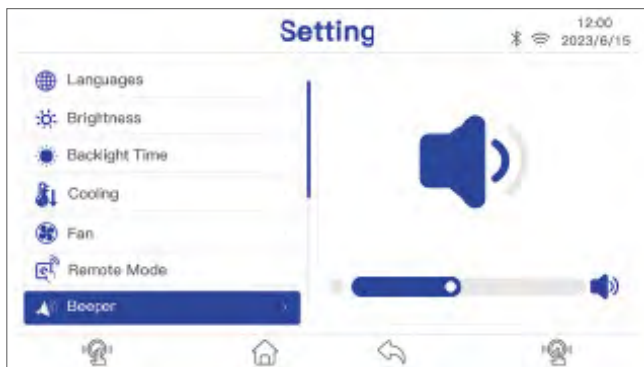 Setting
12:00
2023/6/15
Languages
Brightness
Backlight Time
Cooling
Fan
Remote Mode
Beeper